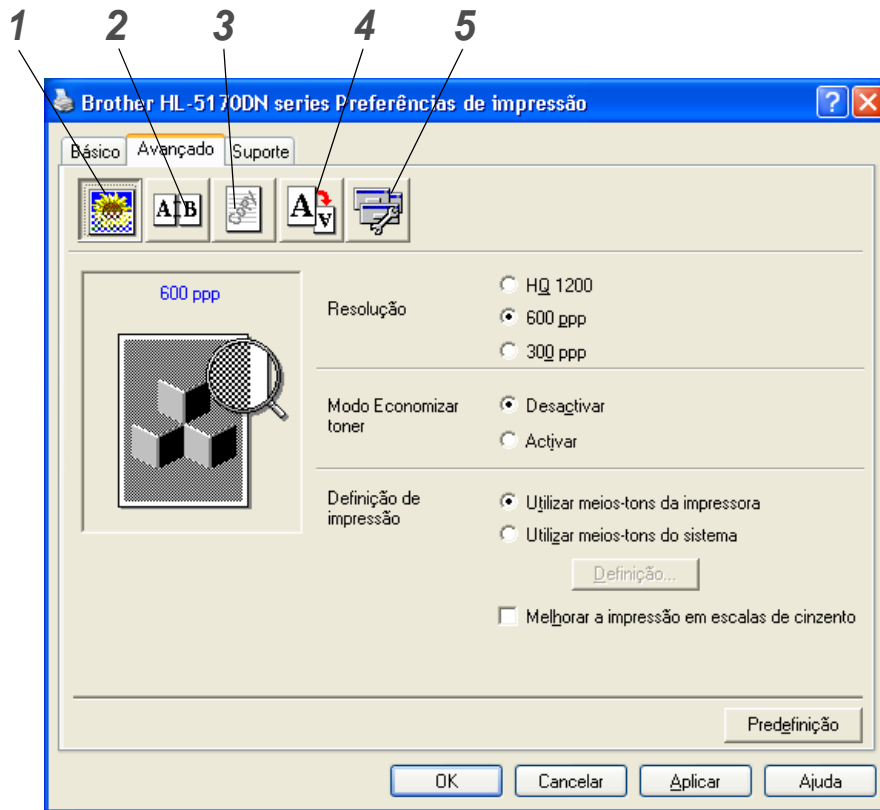 1 2 3 4 5
Brother HL-5170DN series Preferências de impressão
Básico Avançado Suporte
A B Copy A A
600 ppp
Resolução
HQ 1200
600 ppp
300 ppp
Modo Economizar
toner
Desactivar
Activar
Definição de
impressão
Utilizar meios-tons da impressora
Utilizar meios-tons do sistema
Definição...
Melhorar a impressão em escalas de cinzento
Predefinição
OK Cancelar Aplicar Ajuda